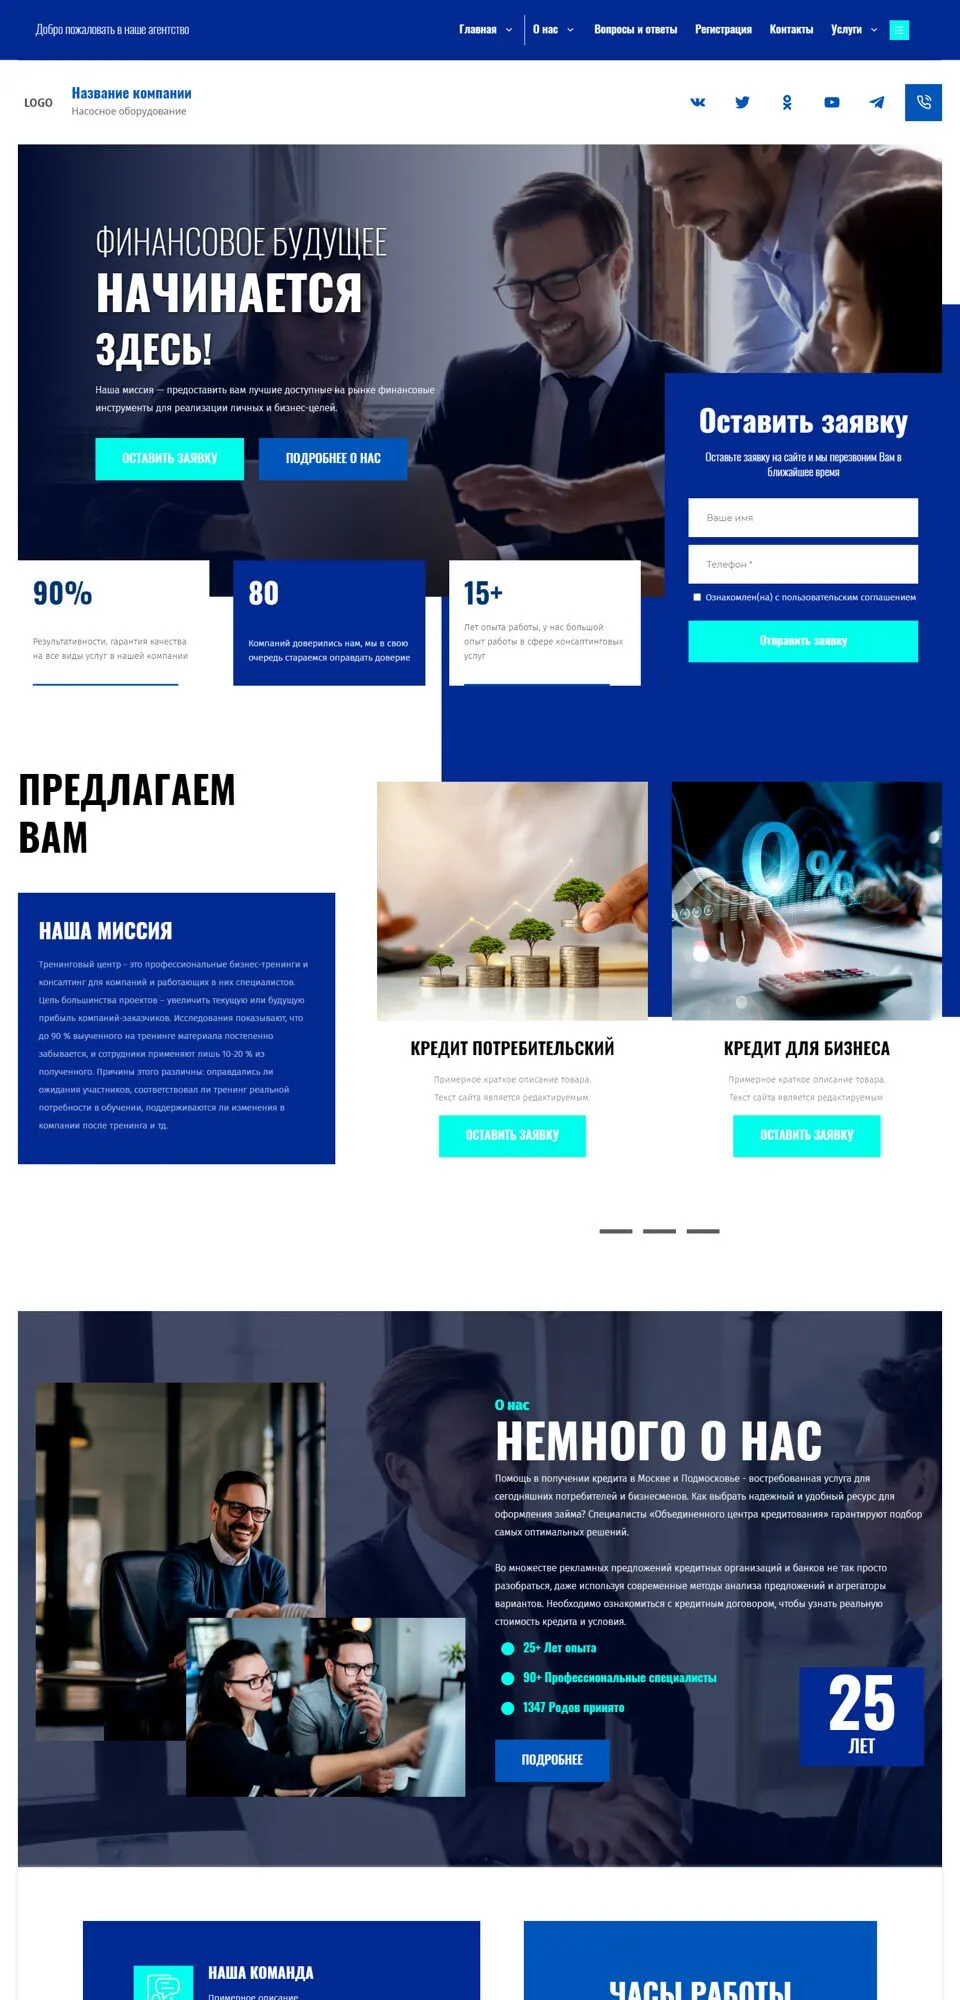 Добро пожаловать в наше агентство
Главная О нас Вопросы и ответы Регистрация Контакты Услуги
LOGO
Название компании
Насосное оборудование
ФИНАНСОВОЕ БУДУЩЕЕ
НАЧИНАЕТСЯ
ЗДЕСЬ!
Наша миссия — предоставить вам лучшие доступные на рынке финансовые
инструменты для реализации личных и бизнес-целей.
ОСТАВИТЬ ЗАЯВКУ
ПОДРОБНЕЕ О НАС
Оставить заявку
Оставьте заявку на сайте и мы перезвоним Вам в
ближайшее время
Ваше имя
Телефон *
Ознакомлен(на) с пользовательским соглашением
Отправить заявку
90%
Результативности, гарантия качества
на все виды услуг в нашей компании
80
Компаний доверились нам, мы в свою
очередь стараемся оправдать доверие
15+
Лет опыта работы, у нас большой
опыт работы в сфере консалтинговых
услуг
ПРЕДЛАГАЕМ
ВАМ
НАША МИССИЯ
Тренинговый центр - это профессиональные бизнес-тренинги и
консалтинг для компаний и работающих в них специалистов.
Цель большинства проектов – увеличить текущую или будущую
прибыль компаний-заказчиков. Исследования показывают, что
до 90 % выученного на тренинге материала постепенно
забывается, и сотрудники применяют лишь 10-20 % из
полученного. Причины этого различны: оправдались ли
ожидания участников, соответствовал ли тренинг реальной
потребности в обучении, поддерживаются ли изменения в
компании после тренинга и тд.
0%
КРЕДИТ ПОТРЕБИТЕЛЬСКИЙ
Примерное краткое описание товара.
Текст сайта является редактируемым.
ОСТАВИТЬ ЗАЯВКУ
КРЕДИТ ДЛЯ БИЗНЕСА
Примерное краткое описание товара.
Текст сайта является редактируемым.
ОСТАВИТЬ ЗАЯВКУ
О нас
НЕМНОГО О НАС
Помощь в получении кредита в Москве и Подмосковье - востребованная услуга для
сегодняшних потребителей и бизнесменов. Как выбрать надежный и удобный ресурс для
оформления займа? Специалисты «Объединенного центра кредитования» гарантируют подбор
самых оптимальных решений.
Во множестве рекламных предложений кредитных организаций и банков не так просто
разобраться, даже используя современные методы анализа предложений и агрегаторы
вариантов. Необходимо ознакомиться с кредитным договором, чтобы узнать реальную
стоимость кредита и условия.
25+ Лет опыта
90+ Профессиональные специалисты
1347 Родов принято
ПОДРОБНЕЕ
25
ЛЕТ
НАША КОМАНДА
Примерное описание
ЧАСЫ РАБОТЫ